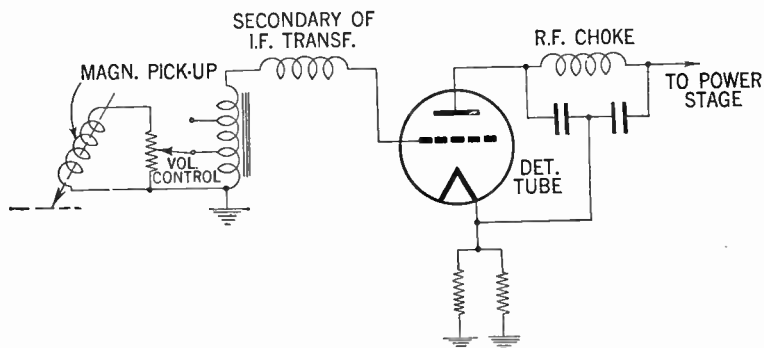 SECONDARY OF
I.F. TRANSF.
R.F. CHOKE
MAGN. PICK-UP
TO POWER
STAGE
VOL.
CONTROL
DET.
TUBE